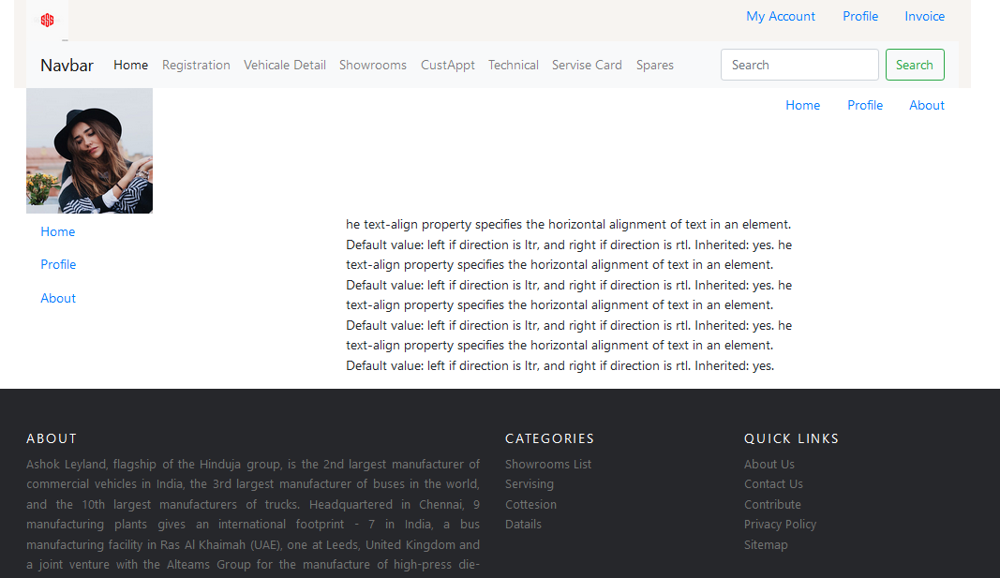 My Account Profile Invoice
Navbar Home Registration Vehicale Detail Showrooms CustAppt Technical Servise Card Spares Search Search
Home Profile About
Home
Profile
About
he text-align property specifies the horizontal alignment of text in an element.
Default value: left if direction is ltr, and right if direction is rtl. Inherited: yes. he
text-align property specifies the horizontal alignment of text in an element.
Default value: left if direction is ltr, and right if direction is rtl. Inherited: yes. he
text-align property specifies the horizontal alignment of text in an element.
Default value: left if direction is ltr, and right if direction is rtl. Inherited: yes. he
text-align property specifies the horizontal alignment of text in an element.
Default value: left if direction is ltr, and right if direction is rtl. Inherited: yes.
ABOUT
Ashok Leyland, flagship of the Hinduja group, is the 2nd largest manufacturer of
commercial vehicles in India, the 3rd largest manufacturer of buses in the world,
and the 10th largest manufacturers of trucks. Headquartered in Chennai, 9
manufacturing plants gives an international footprint - 7 in India, a bus
manufacturing facility in Ras Al Khaimah (UAE), one at Leeds, United Kingdom and
a joint venture with the Alteams Group for the manufacture of high-press die-
CATEGORIES
Showrooms List
Servising
Cottesion
Datails
QUICK LINKS
About Us
Contact Us
Contribute
Privacy Policy
Sitemap